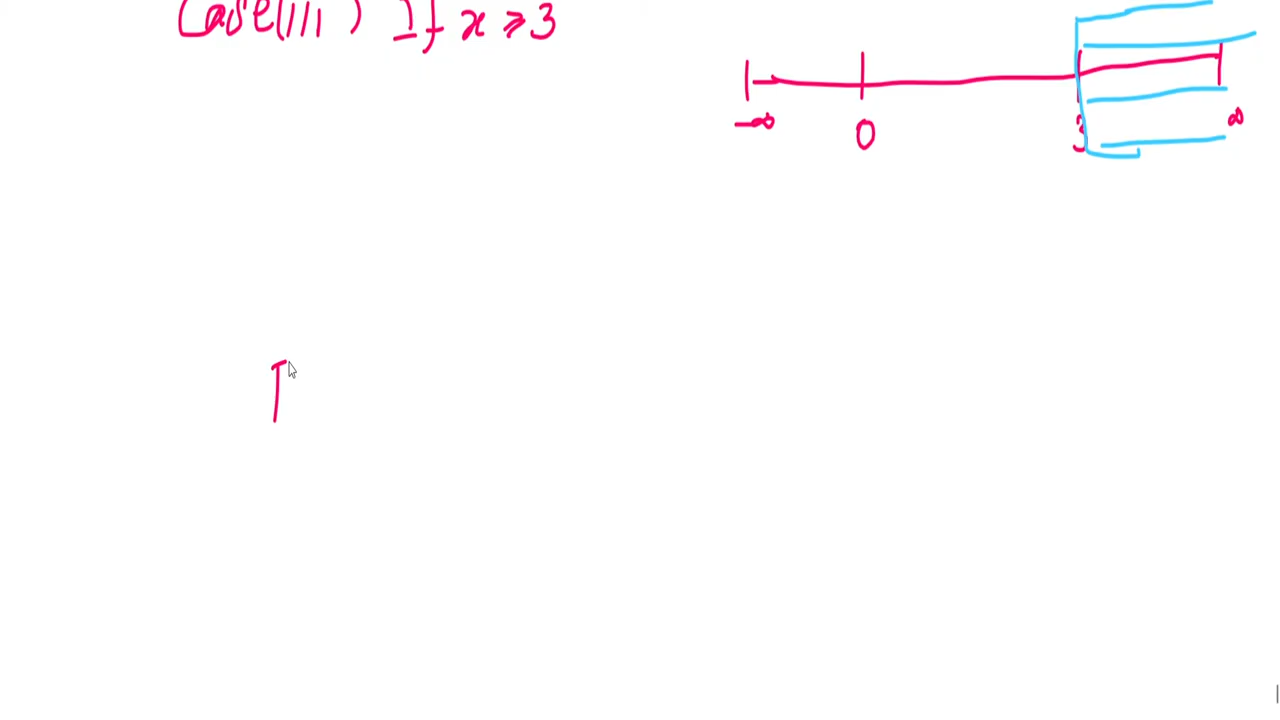 Case(iii) If x ≥ 3
-∞ 0 3 ∞